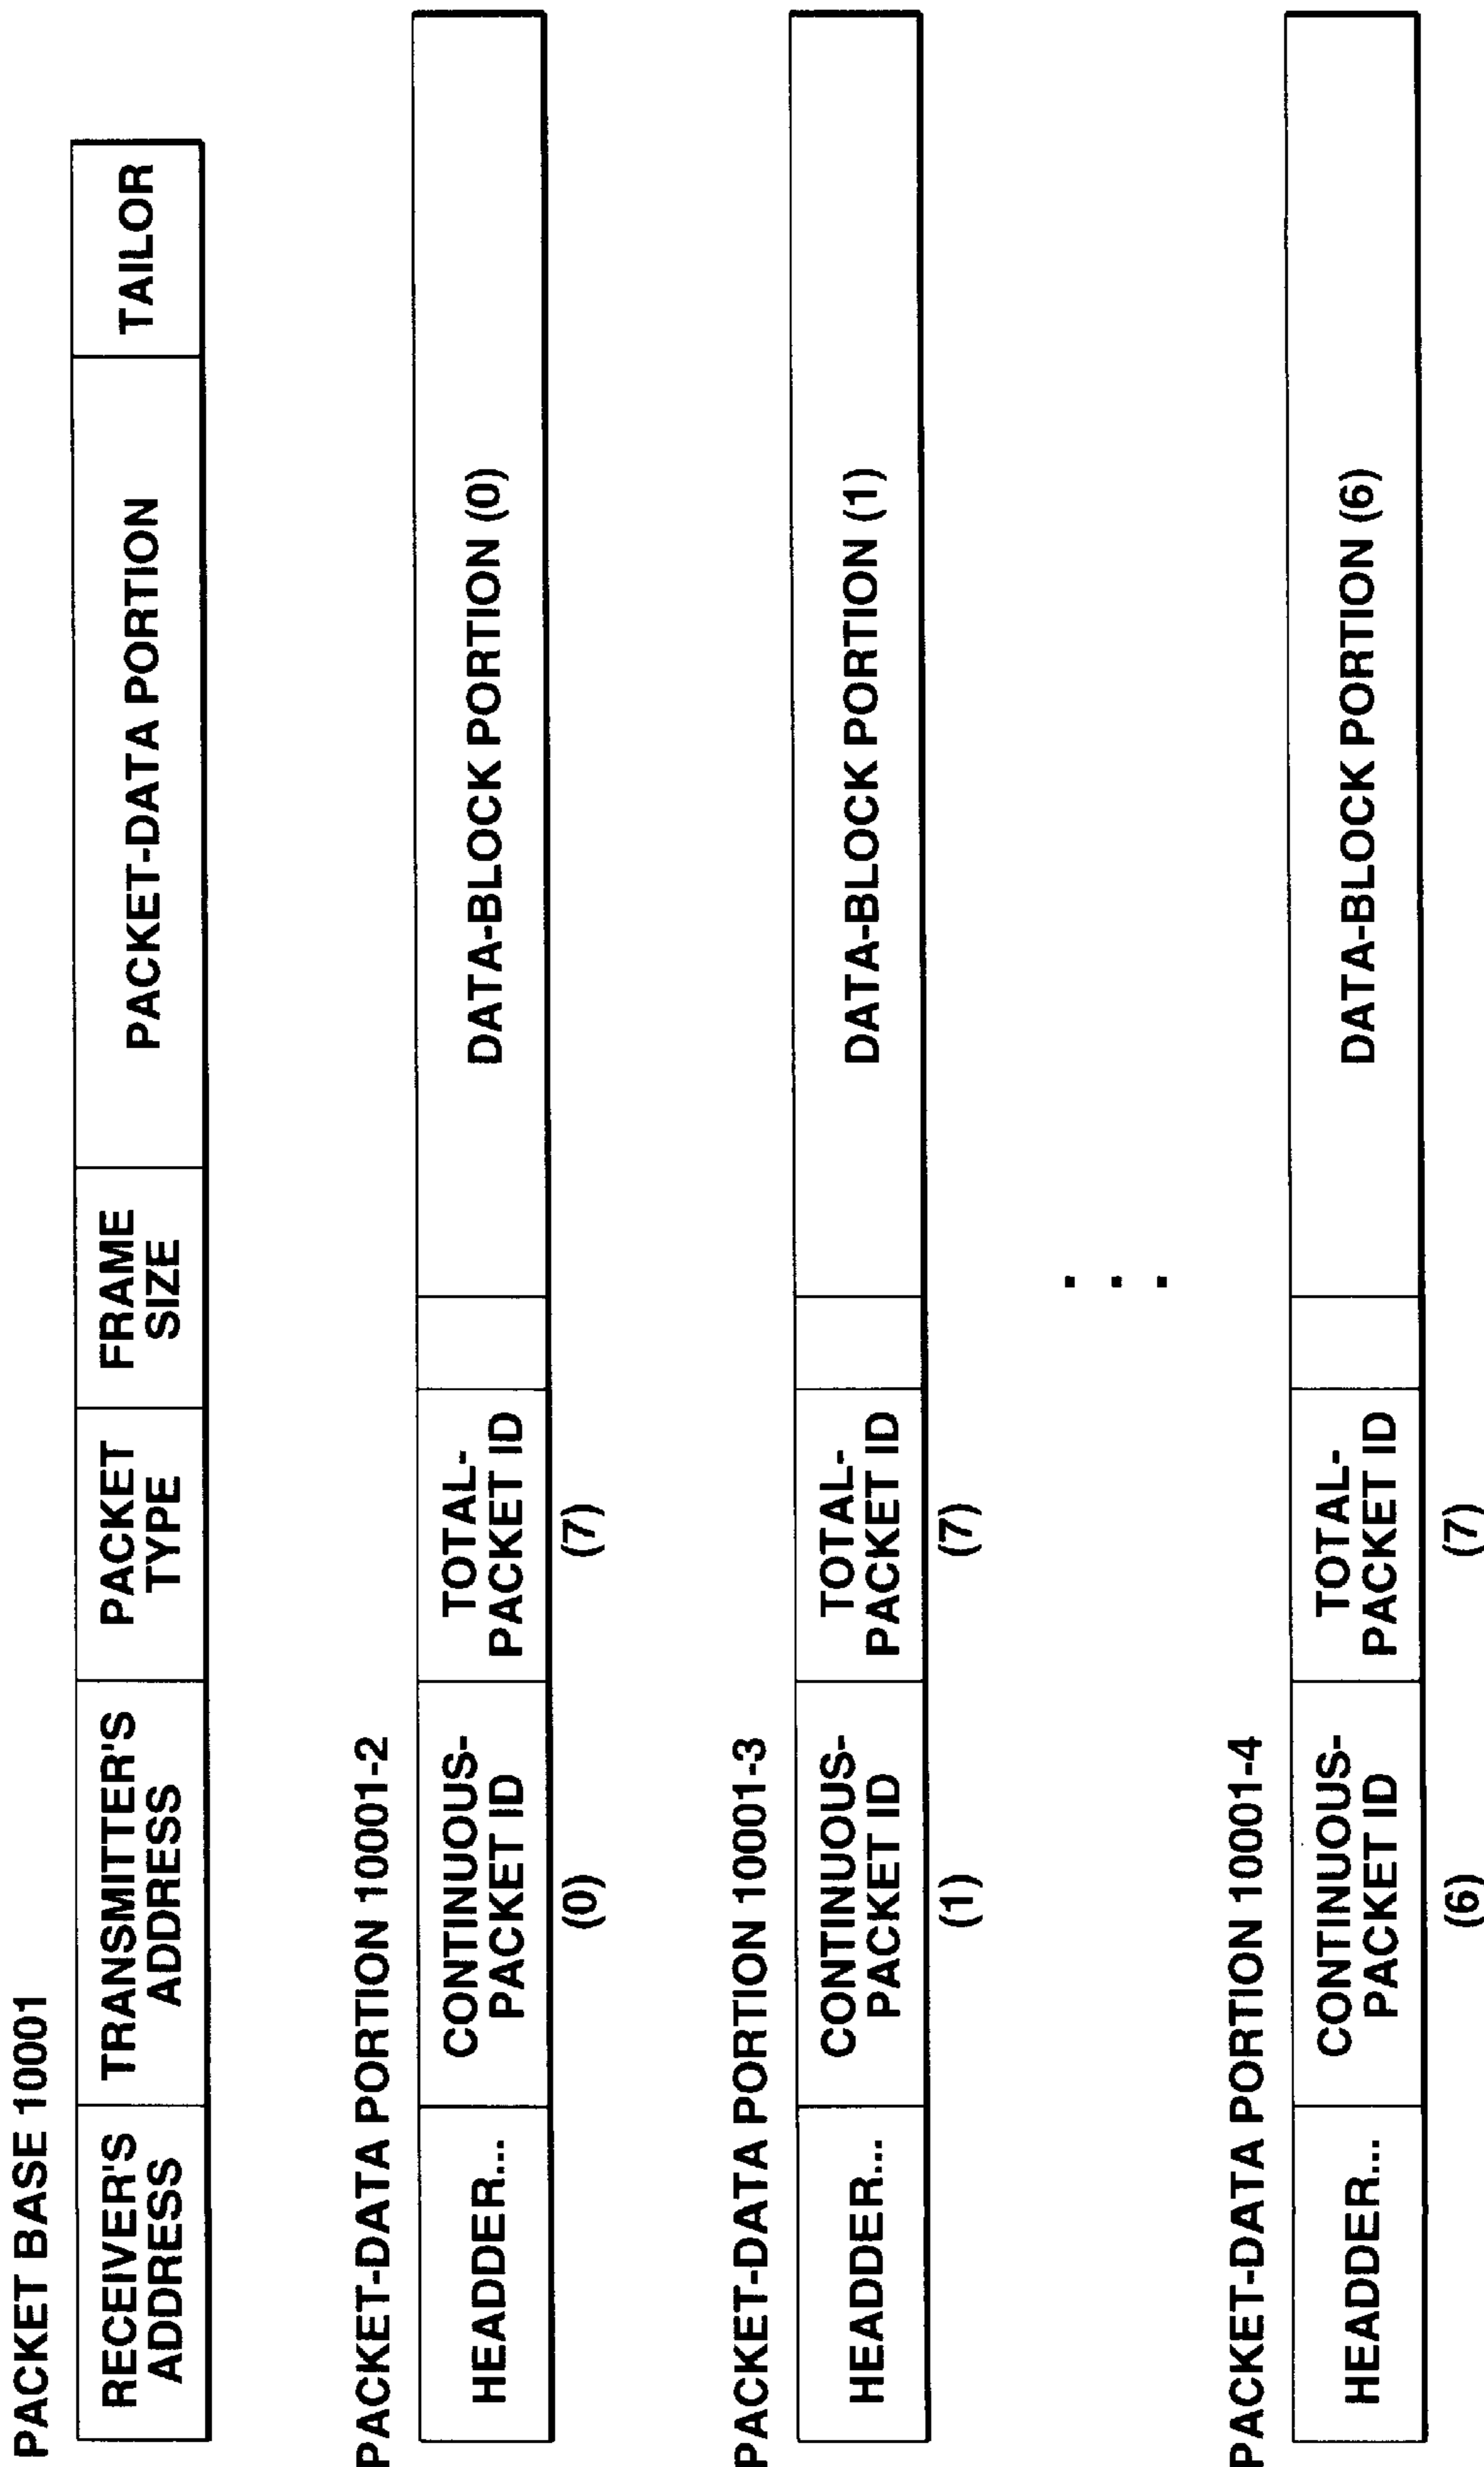 PACKET BASE 10001
RECEIVER'S
ADDRESS
TRANSMITTER'S
ADDRESS
PACKET
TYPE
FRAME
SIZE
PACKET-DATA PORTION
TAILOR
PACKET-DATA PORTION 10001-2
HEADDER...
CONTINUOUS-
PACKET ID
TOTAL-
PACKET ID
DATA-BLOCK PORTION (0)
(0)
(7)
PACKET-DATA PORTION 10001-3
HEADDER...
CONTINUOUS-
PACKET ID
TOTAL-
PACKET ID
DATA-BLOCK PORTION (1)
(1)
(7)
. . .
PACKET-DATA PORTION 10001-4
HEADDER...
CONTINUOUS-
PACKET ID
TOTAL-
PACKET ID
DATA-BLOCK PORTION (6)
(6)
(7)